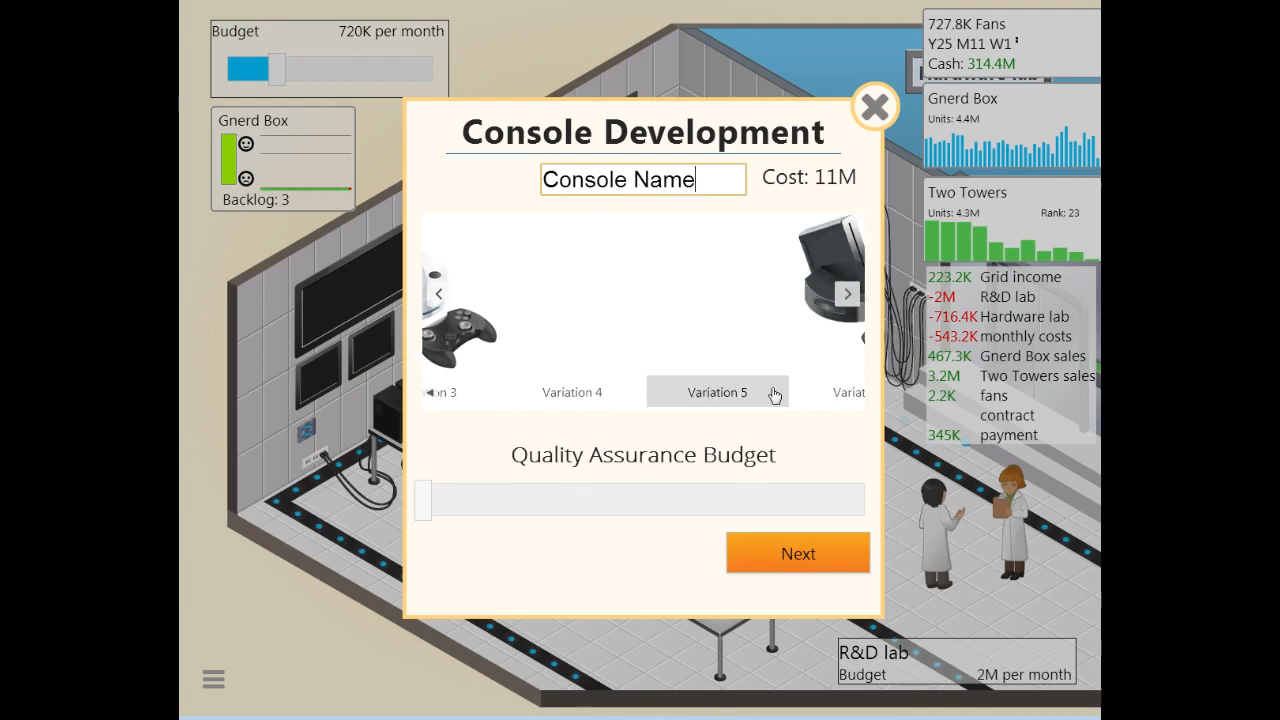 Budget 720K per month
Gnerd Box
Backlog: 3
Console Development
Console Name
Cost: 11M
Variation 4
Variation 5
Quality Assurance Budget
Next
727.8K Fans
Y25 M11 W1
Cash: 314.4M
Gnerd Box
Units: 4.4M
Two Towers
Units: 4.3M Rank: 23
223.2K Grid income
-2M R&D lab
-716.4K Hardware lab
-543.2K monthly costs
467.3K Gnerd Box sales
3.2M Two Towers sales
2.2K fans
contract
345K payment
R&D lab
Budget 2M per month